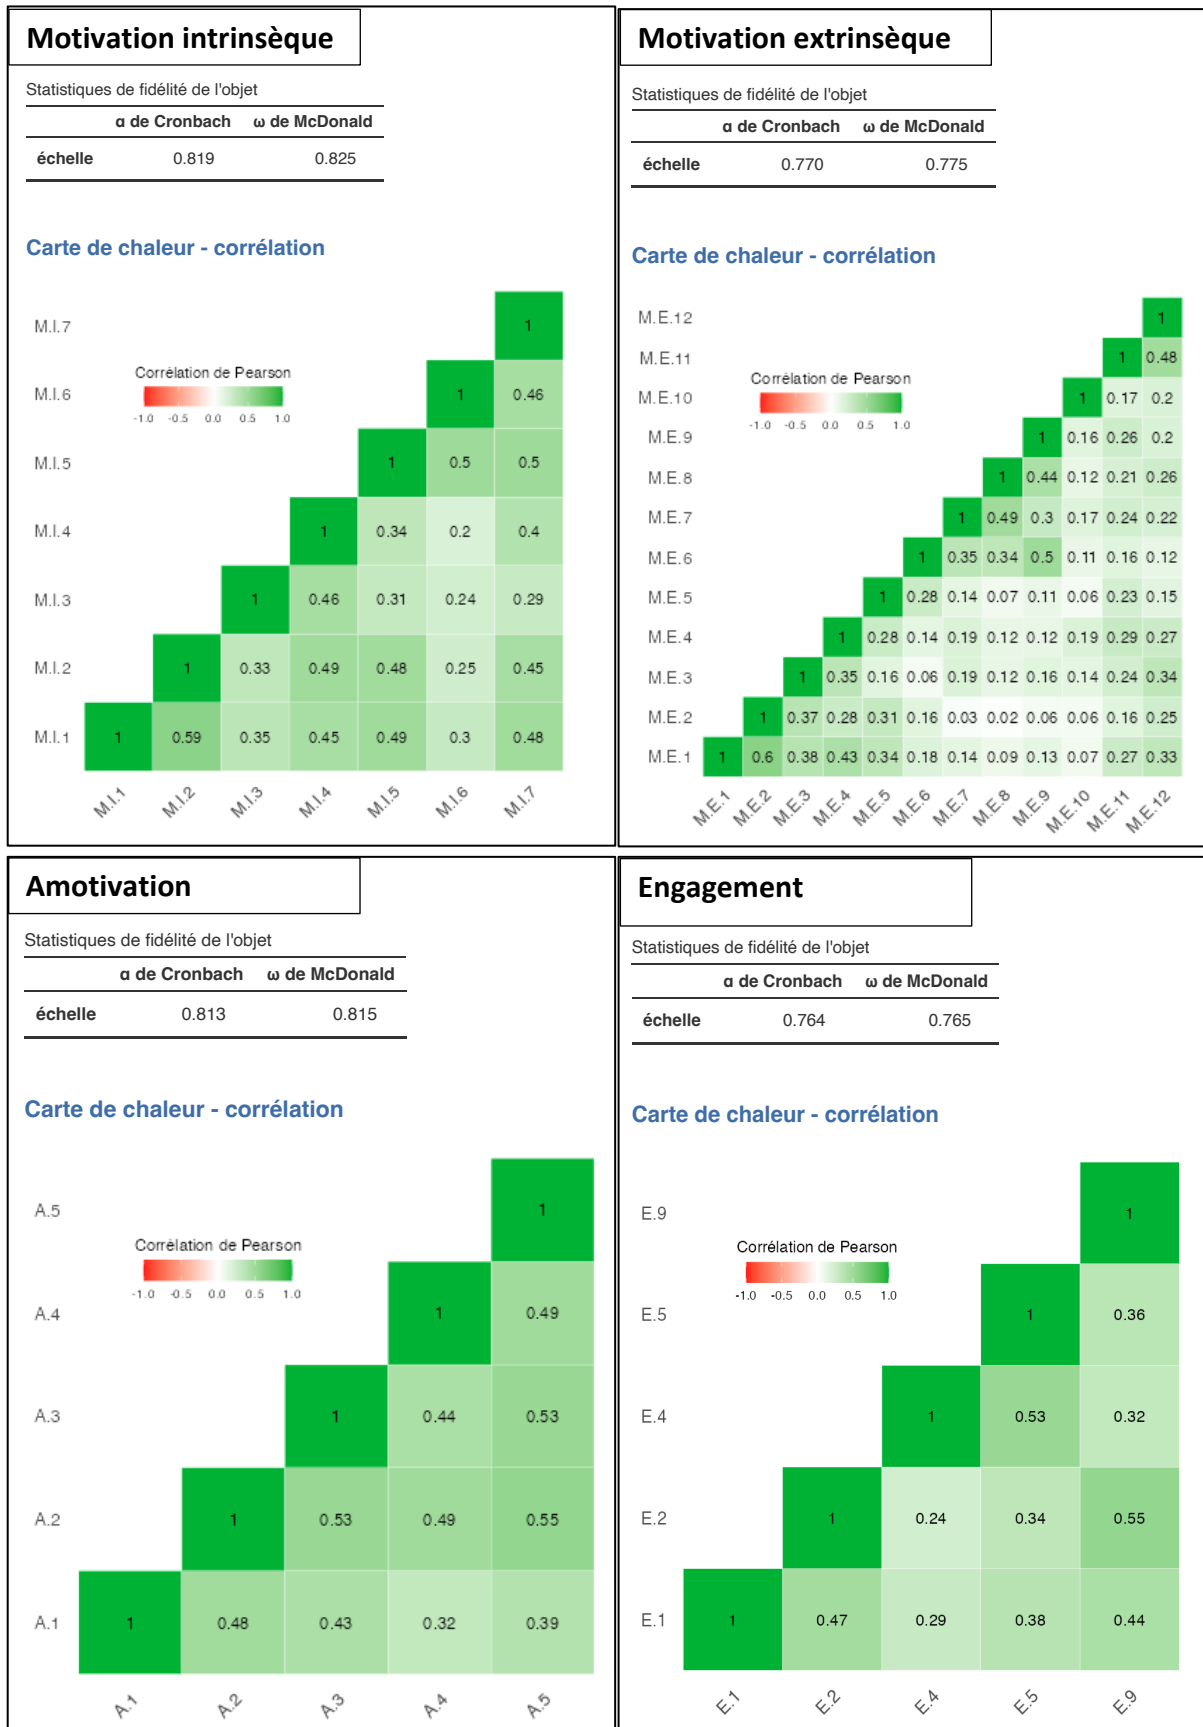 Motivation intrinsèque
Statistiques de fidélité de l'objet
α de Cronbach ω de McDonald
échelle 0.819 0.825
Carte de chaleur - corrélation
M.I.7 1
Corrélation de Pearson
-1.0 -0.5 0.0 0.5 1.0
M.I.6 1 0.46
M.I.5 1 0.5 0.5
M.I.4 1 0.34 0.2 0.4
M.I.3 1 0.46 0.31 0.24 0.29
M.I.2 1 0.33 0.49 0.48 0.25 0.45
M.I.1 1 0.59 0.35 0.45 0.49 0.3 0.48
M.I.1 M.I.2 M.I.3 M.I.4 M.I.5 M.I.6 M.I.7
Motivation extrinsèque
Statistiques de fidélité de l'objet
α de Cronbach ω de McDonald
échelle 0.770 0.775
Carte de chaleur - corrélation
M.E.12 1
M.E.11 1 0.48
Corrélation de Pearson
-1.0 -0.5 0.0 0.5 1.0
M.E.10 1 0.17 0.2
M.E.9 1 0.16 0.26 0.2
M.E.8 1 0.44 0.12 0.21 0.26
M.E.7 1 0.49 0.3 0.17 0.24 0.22
M.E.6 1 0.35 0.34 0.5 0.11 0.16 0.12
M.E.5 1 0.28 0.14 0.07 0.11 0.06 0.23 0.15
M.E.4 1 0.28 0.14 0.19 0.12 0.12 0.19 0.29 0.27
M.E.3 1 0.35 0.16 0.06 0.19 0.12 0.16 0.14 0.24 0.34
M.E.2 1 0.37 0.28 0.31 0.16 0.03 0.02 0.06 0.06 0.16 0.25
M.E.1 1 0.6 0.38 0.43 0.34 0.18 0.14 0.09 0.13 0.07 0.27 0.33
M.E.1 M.E.2 M.E.3 M.E.4 M.E.5 M.E.6 M.E.7 M.E.8 M.E.9 M.E.10 M.E.11 M.E.12
Amotivation
Statistiques de fidélité de l'objet
α de Cronbach ω de McDonald
échelle 0.813 0.815
Carte de chaleur - corrélation
A.5 1
Corrélation de Pearson
-1.0 -0.5 0.0 0.5 1.0
A.4 1 0.49
A.3 1 0.44 0.53
A.2 1 0.53 0.49 0.55
A.1 1 0.48 0.43 0.32 0.39
A.1 A.2 A.3 A.4 A.5
Engagement
Statistiques de fidélité de l'objet
α de Cronbach ω de McDonald
échelle 0.764 0.765
Carte de chaleur - corrélation
E.9 1
Corrélation de Pearson
-1.0 -0.5 0.0 0.5 1.0
E.5 1 0.36
E.4 1 0.53 0.32
E.2 1 0.24 0.34 0.55
E.1 1 0.47 0.29 0.38 0.44
E.1 E.2 E.4 E.5 E.9